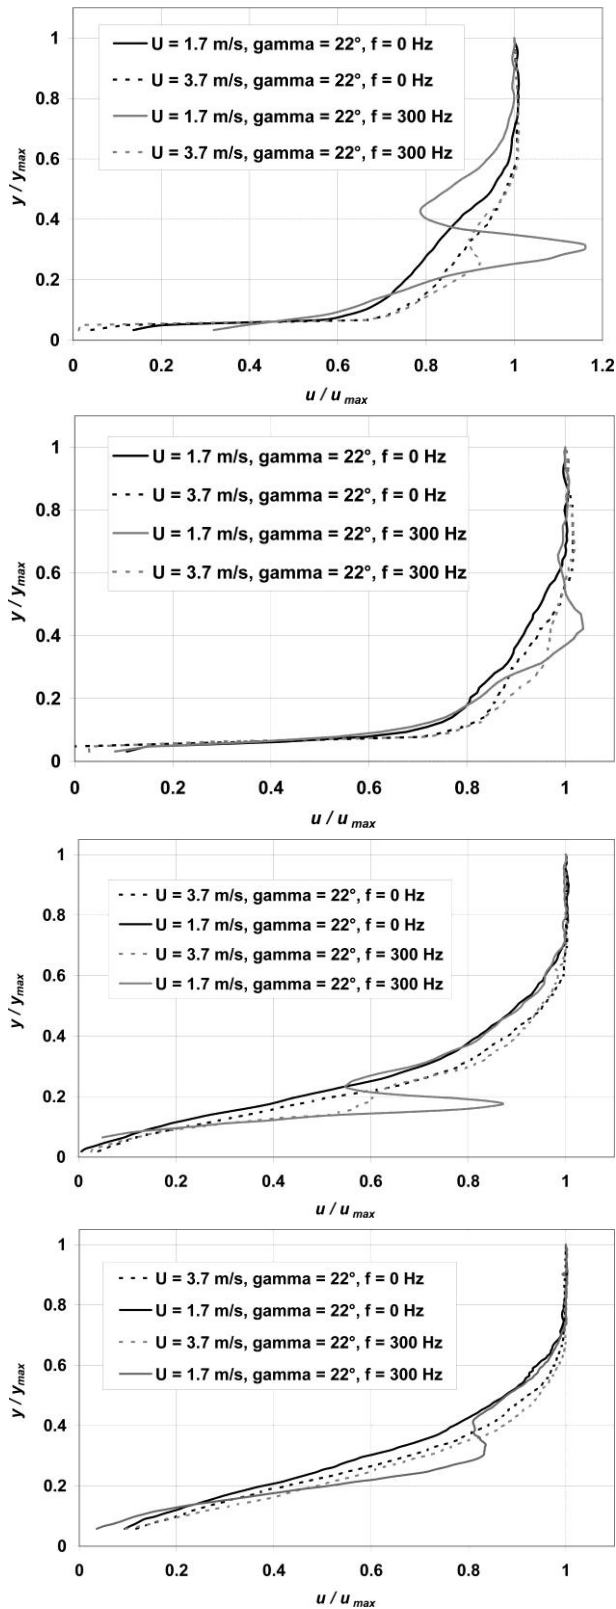 U = 1.7 m/s, gamma = 22°, f = 0 Hz
U = 3.7 m/s, gamma = 22°, f = 0 Hz
U = 1.7 m/s, gamma = 22°, f = 300 Hz
U = 3.7 m/s, gamma = 22°, f = 300 Hz
y / ymax
1
0.8
0.6
0.4
0.2
0
0 0.2 0.4 0.6 0.8 1 1.2
u / u max
U = 1.7 m/s, gamma = 22°, f = 0 Hz
U = 3.7 m/s, gamma = 22°, f = 0 Hz
U = 1.7 m/s, gamma = 22°, f = 300 Hz
U = 3.7 m/s, gamma = 22°, f = 300 Hz
y / ymax
1
0.8
0.6
0.4
0.2
0
0 0.2 0.4 0.6 0.8 1
u / u max
U = 3.7 m/s, gamma = 22°, f = 0 Hz
U = 1.7 m/s, gamma = 22°, f = 0 Hz
U = 3.7 m/s, gamma = 22°, f = 300 Hz
U = 1.7 m/s, gamma = 22°, f = 300 Hz
y / ymax
1
0.8
0.6
0.4
0.2
0
0 0.2 0.4 0.6 0.8 1
u / u max
U = 3.7 m/s, gamma = 22°, f = 0 Hz
U = 1.7 m/s, gamma = 22°, f = 0 Hz
U = 3.7 m/s, gamma = 22°, f = 300 Hz
U = 1.7 m/s, gamma = 22°, f = 300 Hz
y / ymax
1
0.8
0.6
0.4
0.2
0
0 0.2 0.4 0.6 0.8 1
u / u max